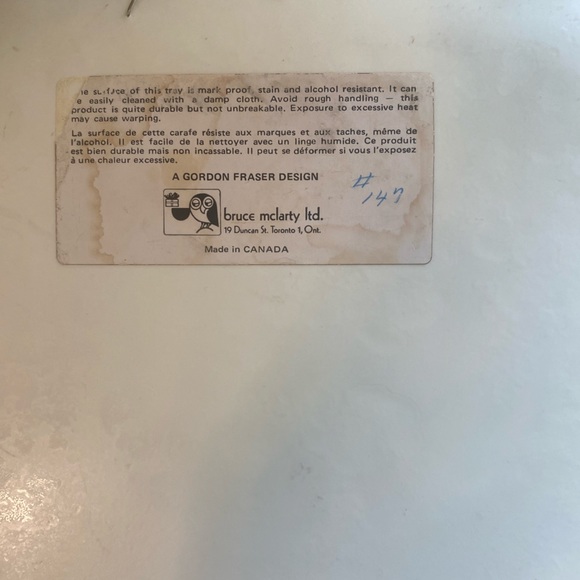 he surface of this tray is mark proof, stain and alcohol resistant. It can
e easily cleaned with a damp cloth. Avoid rough handling — this
product is quite durable but not unbreakable. Exposure to excessive heat
may cause warping.
La surface de cette carafe résiste aux marques et aux taches, même de
l'alcohol. Il est facile de la nettoyer avec un linge humide. Ce produit
est bien durable mais non incassable. Il peut se déformer si vous l'exposez
à une chaleur excessive.
A GORDON FRASER DESIGN
# 147
bruce mclarty ltd.
19 Duncan St. Toronto 1, Ont.
Made in CANADA